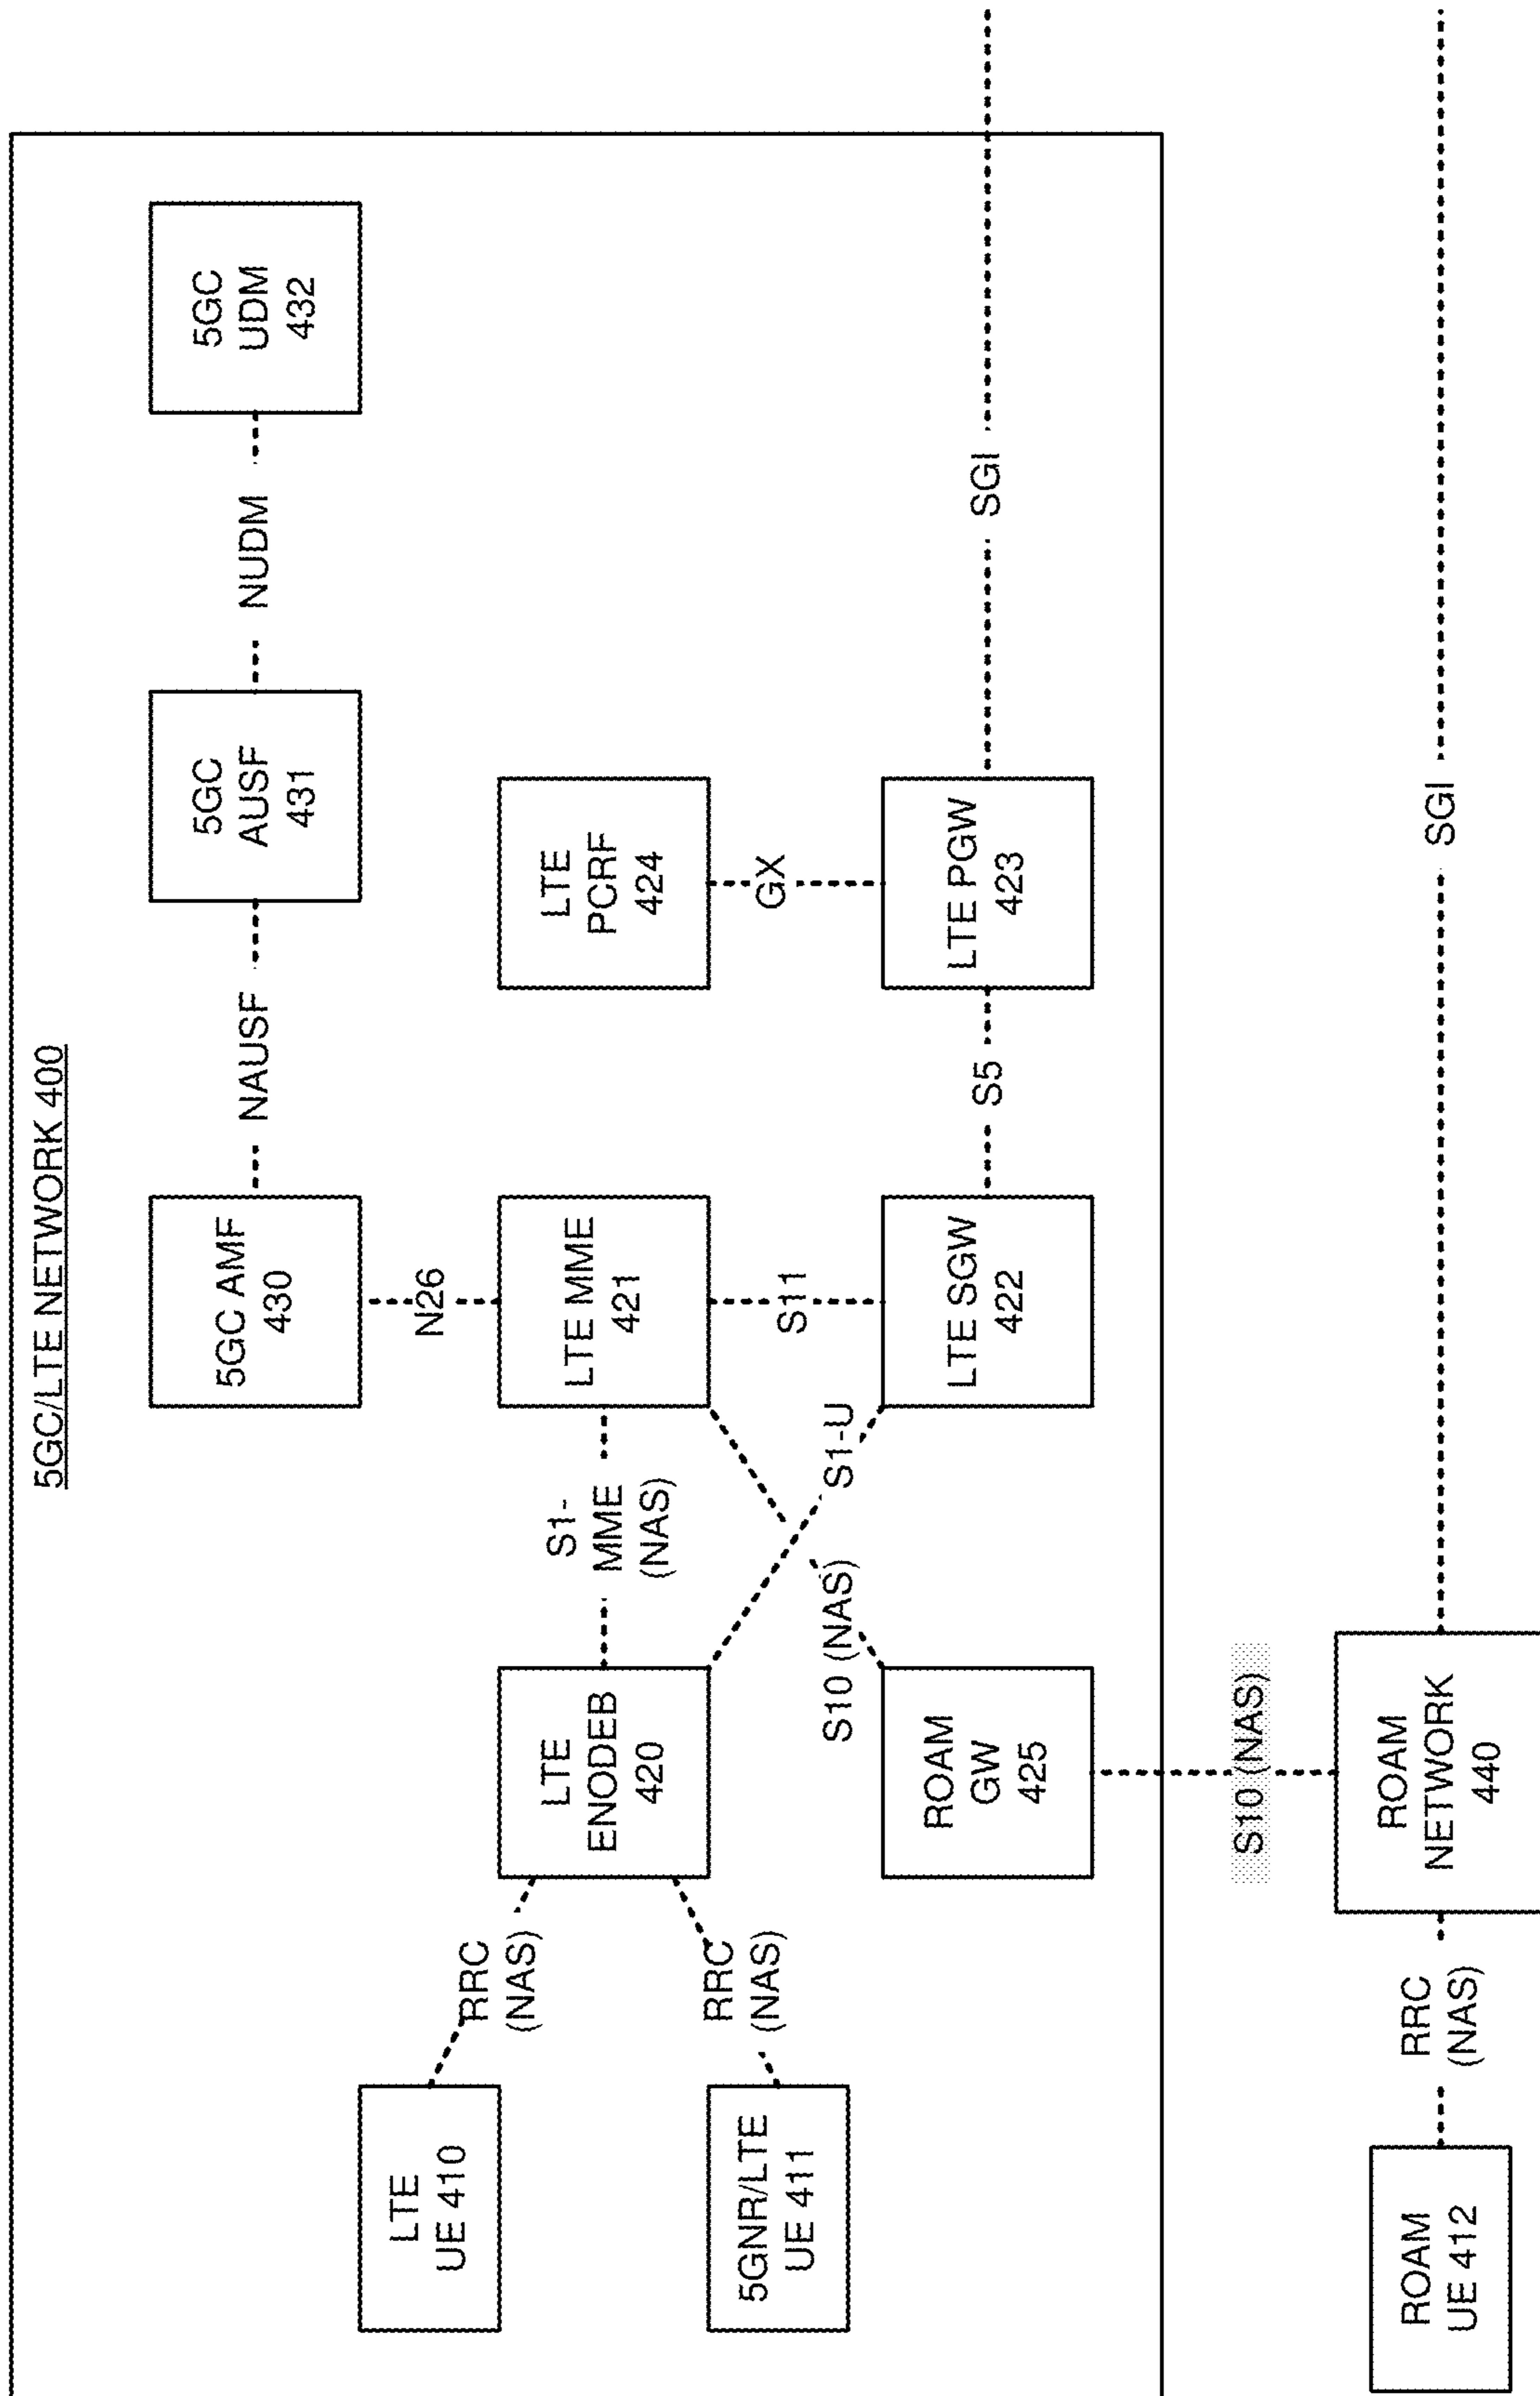 5GC/LTE NETWORK 400
5GC AMF
430
NAUSF
5GC
AUSF
431
NUDM
5GC
UDM
432
N26
LTE
UE 410
RRC
(NAS)
LTE
ENODEB
420
S1-
MME
(NAS)
LTE MME
421
LTE
PCRF
424
5GNR/LTE
UE 411
RRC
(NAS)
S11
GX
S10 (NAS)
S1-U
ROAM
GW
425
LTE SGW
422
S5
LTE PGW
423
SGI
S10 (NAS)
ROAM
UE 412
RRC
(NAS)
ROAM
NETWORK
440
SGI